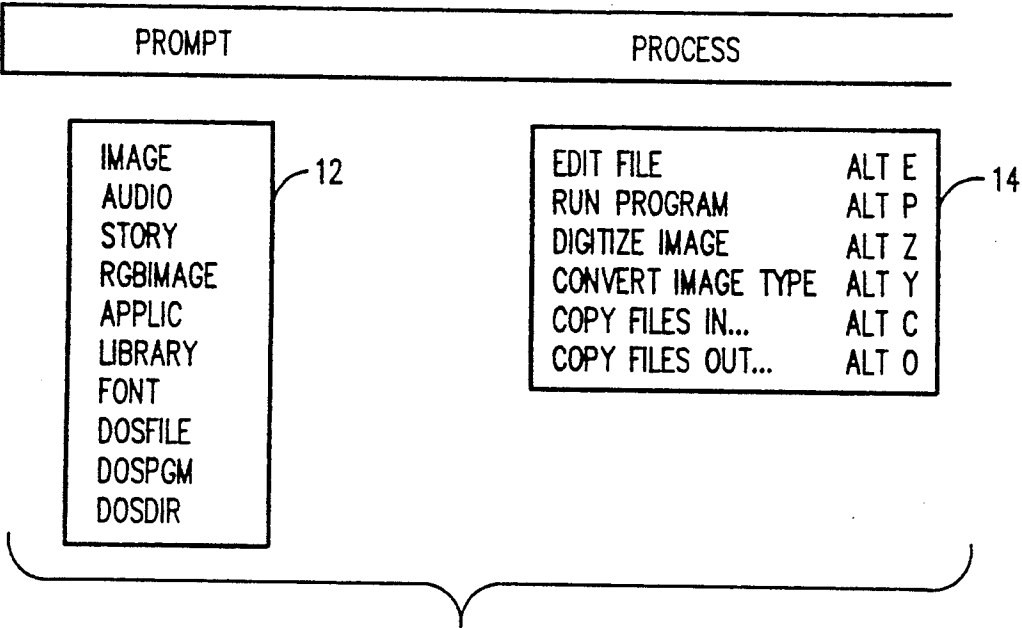 PROMPT PROCESS
IMAGE
AUDIO
STORY
RGBIMAGE
APPLIC
LIBRARY
FONT
DOSFILE
DOSPGM
DOSDIR
12
EDIT FILE ALT E
RUN PROGRAM ALT P
DIGITIZE IMAGE ALT Z
CONVERT IMAGE TYPE ALT Y
COPY FILES IN... ALT C
COPY FILES OUT... ALT O
14